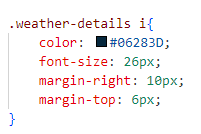 .weather-details i{
    color: #06283D;
    font-size: 26px;
    margin-right: 10px;
    margin-top: 6px;
}